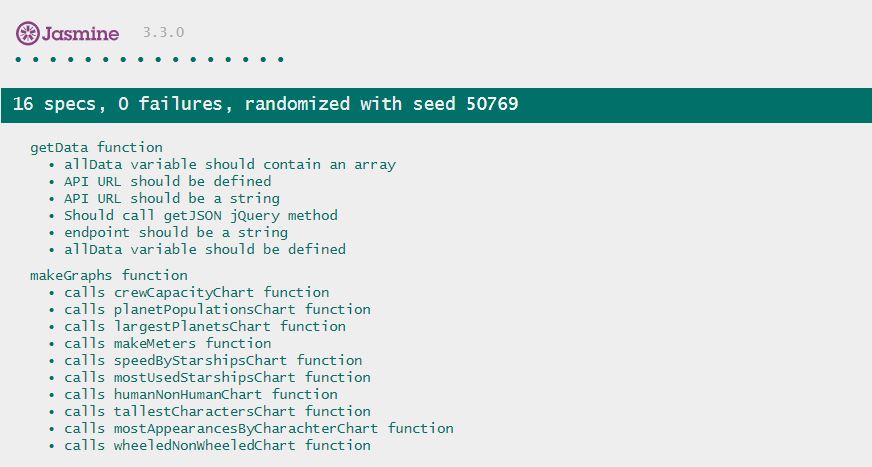 Jasmine 3.3.0
• • • • • • • • • • • • • • • •
16 specs, 0 failures, randomized with seed 50769
getData function
• allData variable should contain an array
• API URL should be defined
• API URL should be a string
• Should call getJSON jQuery method
• endpoint should be a string
• allData variable should be defined
makeGraphs function
• calls crewCapacityChart function
• calls planetPopulationsChart function
• calls largestPlanetsChart function
• calls makeMeters function
• calls speedByStarshipsChart function
• calls mostUsedStarshipsChart function
• calls humanNonHumanChart function
• calls tallestCharactersChart function
• calls mostAppearancesByCharachterChart function
• calls wheeledNonWheeledChart function